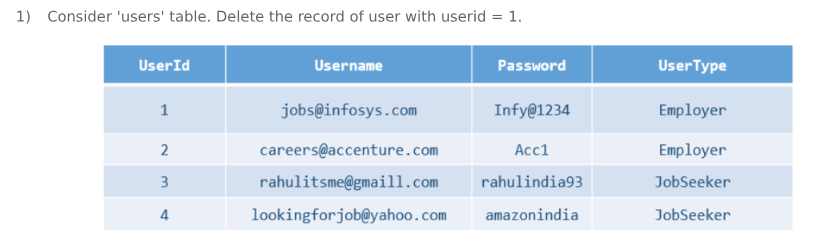 1) Consider 'users' table. Delete the record of user with userid = 1.
UserId Username Password UserType
1 jobs@infosys.com Infy@1234 Employer
2 careers@accenture.com Acc1 Employer
3 rahulitsme@gmaill.com rahulindia93 JobSeeker
4 lookingforjob@yahoo.com amazonindia JobSeeker